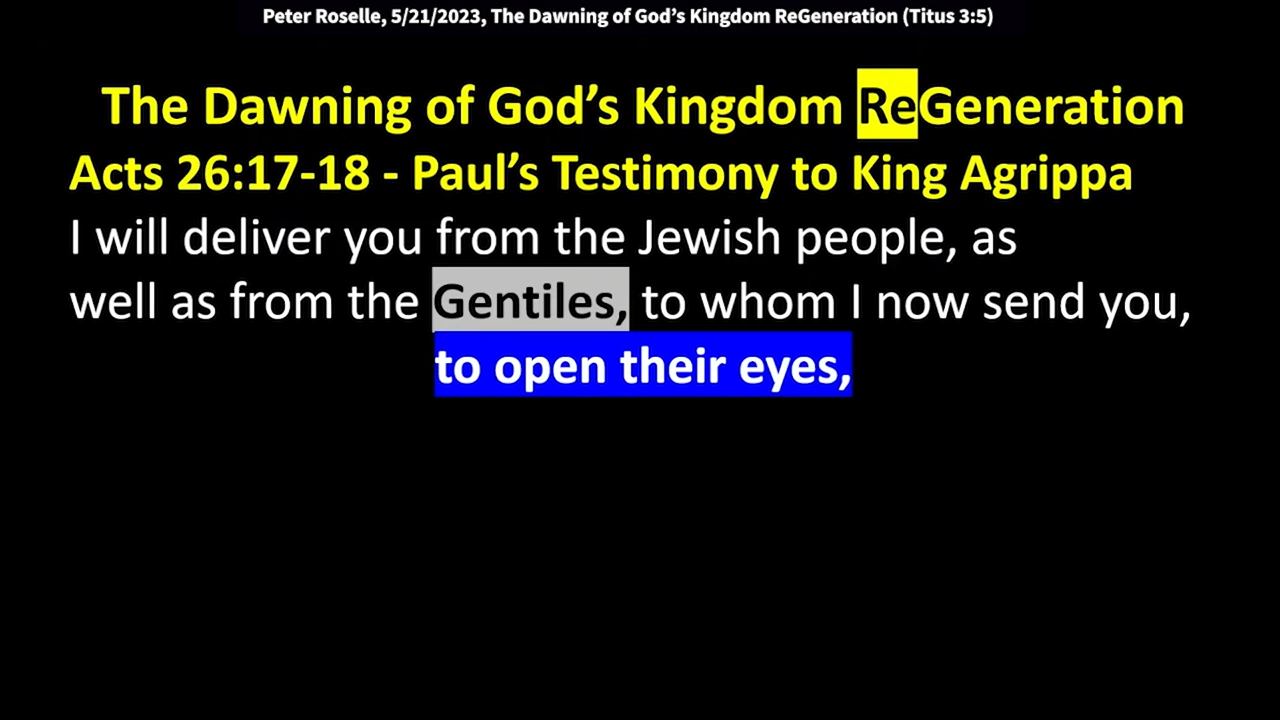 Peter Roselle, 5/21/2023, The Dawning of God’s Kingdom ReGeneration (Titus 3:5)
The Dawning of God’s Kingdom ReGeneration
Acts 26:17-18 - Paul’s Testimony to King Agrippa
I will deliver you from the Jewish people, as
well as from the Gentiles, to whom I now send you,
to open their eyes,